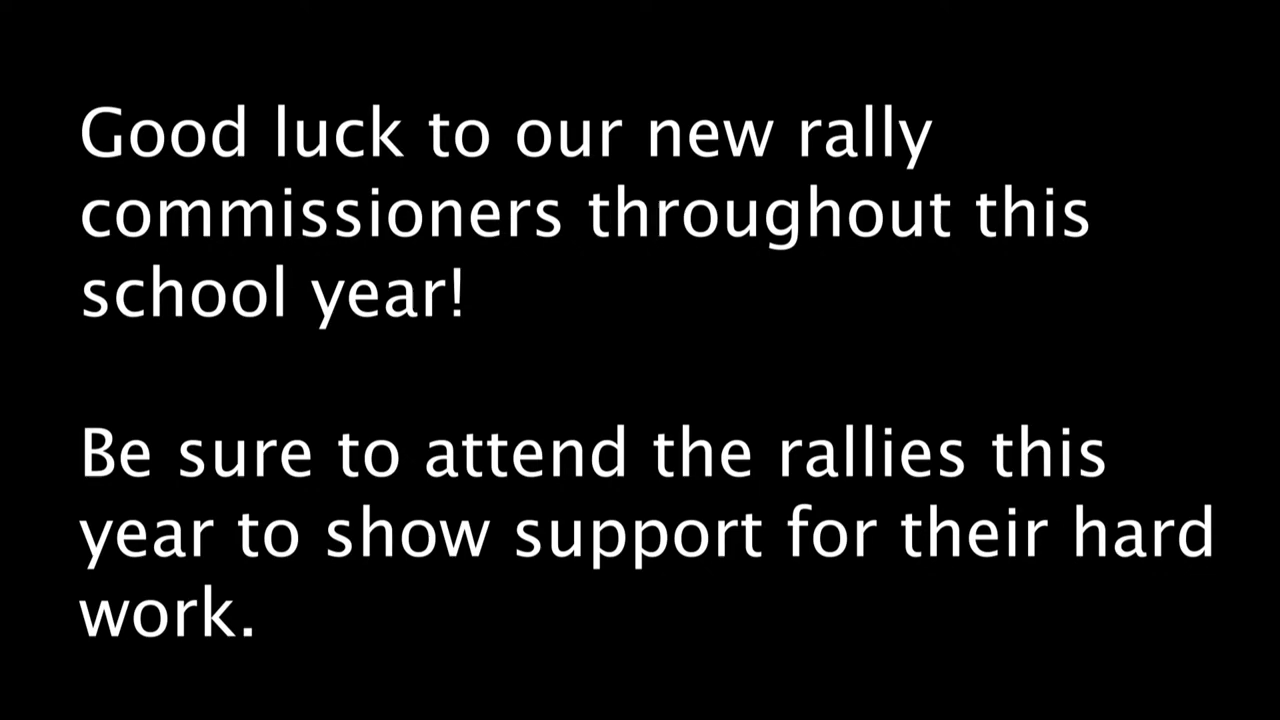 Good luck to our new rally
commissioners throughout this
school year!
Be sure to attend the rallies this
year to show support for their hard
work.